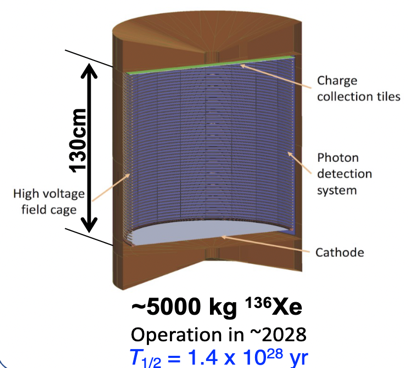 Charge
collection tiles
130cm
Photon
detection
system
High voltage
field cage
Cathode
~5000 kg ¹³⁶Xe
Operation in ~2028
T₁/₂ = 1.4 x 10²⁸ yr